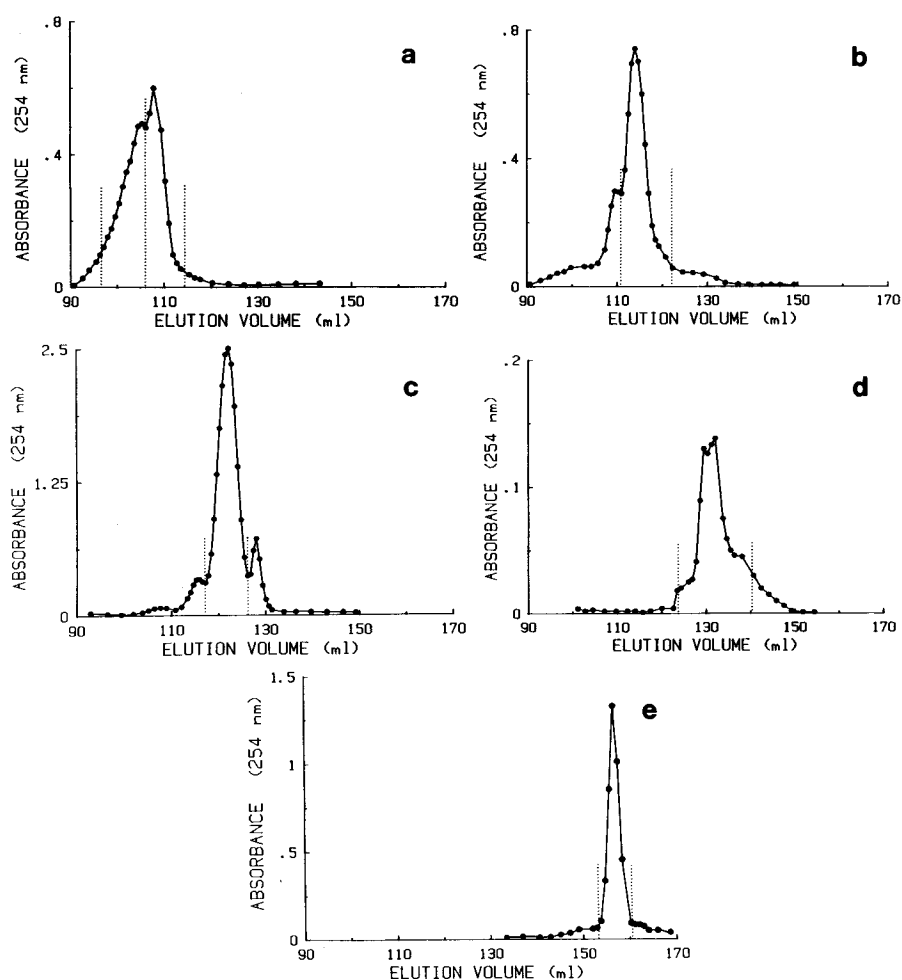 a
ABSORBANCE (254 nm)
.8
.4
0
90 110 130 150 170
ELUTION VOLUME (ml)
b
ABSORBANCE (254 nm)
.8
.4
0
90 110 130 150 170
ELUTION VOLUME (ml)
c
ABSORBANCE (254 nm)
2.5
1.25
0
90 110 130 150 170
ELUTION VOLUME (ml)
d
ABSORBANCE (254 nm)
.2
.1
0
90 110 130 150 170
ELUTION VOLUME (ml)
e
ABSORBANCE (254 nm)
1.5
1
.5
0
90 110 130 150 170
ELUTION VOLUME (ml)